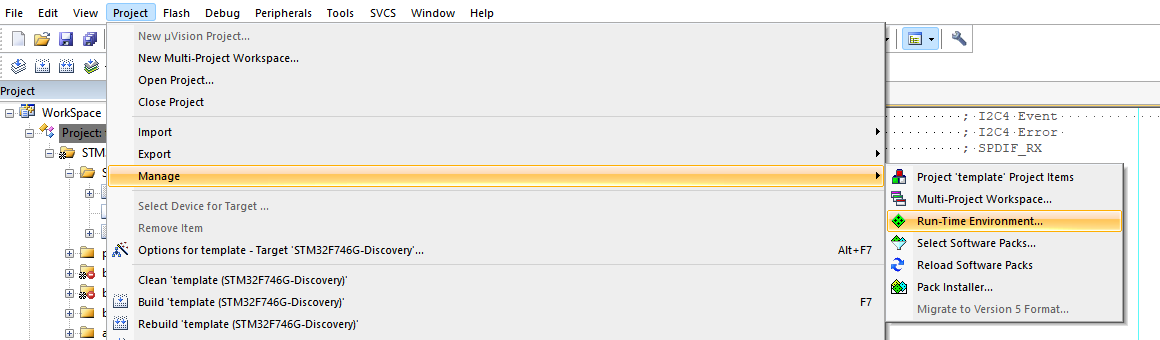 File Edit View Project Flash Debug Peripherals Tools SVCS Window Help
New µVision Project...
New Multi-Project Workspace...
Open Project...
Close Project
Project
WorkSpace
; I2C4 Event
Project:
Import
; I2C4 Error
STM
Export
; SPDIF_RX
Manage
Project 'template' Project Items
Multi-Project Workspace...
Select Device for Target ...
Run-Time Environment...
Remove Item
Select Software Packs...
Options for template - Target 'STM32F746G-Discovery'... Alt+F7
Reload Software Packs
Clean 'template (STM32F746G-Discovery)'
Pack Installer...
Build 'template (STM32F746G-Discovery)' F7
Migrate to Version 5 Format...
Rebuild 'template (STM32F746G-Discovery)'